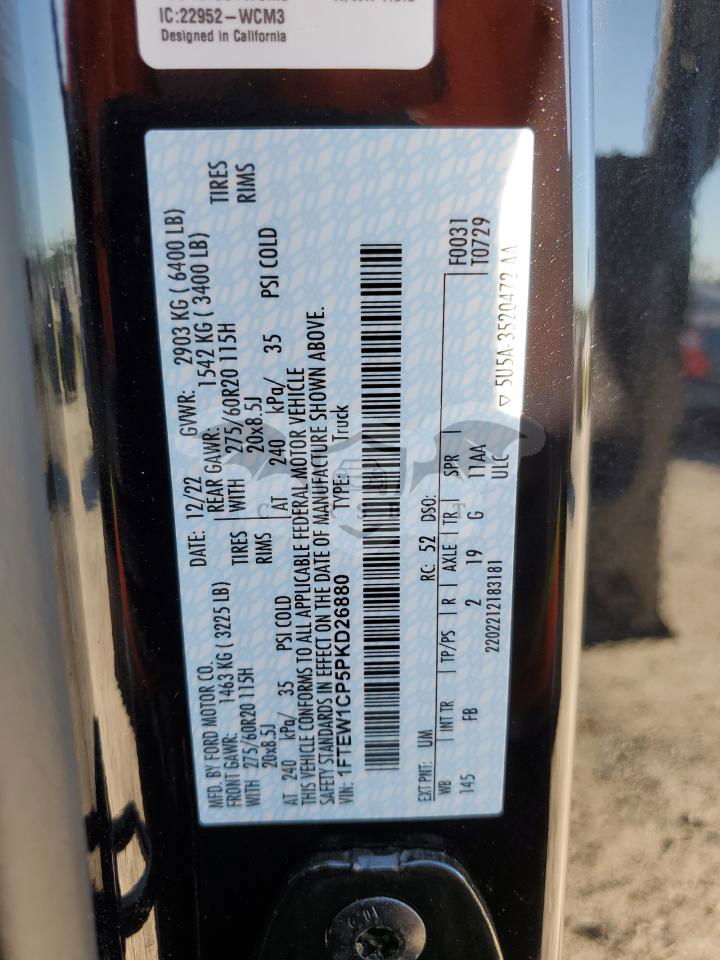 IC:22952-WCM3
Designed in California
MFD. BY FORD MOTOR CO. DATE: 12/22 GVWR: 2903 KG ( 6400 LB)
FRONT GAWR: 1463 KG ( 3225 LB) REAR GAWR: 1542 KG ( 3400 LB)
WITH 275/60R20 115H TIRES WITH 275/60R20 115H TIRES
20x8.5J RIMS 20x8.5J RIMS
AT 240 kPa/ 35 PSI COLD AT 240 kPa/ 35 PSI COLD
THIS VEHICLE CONFORMS TO ALL APPLICABLE FEDERAL MOTOR VEHICLE
SAFETY STANDARDS IN EFFECT ON THE DATE OF MANUFACTURE SHOWN ABOVE.
VIN: 1FTEW1CP5PKD26880 TYPE: Truck
F0031
T0729
EXT PNT: UM RC: 52 DSO:
WB INT TR TP/PS R AXLE TR SPR
145 FB 2 19 G 11AA
2202212183181 ULC
▽ 5U5A-3520472 AA